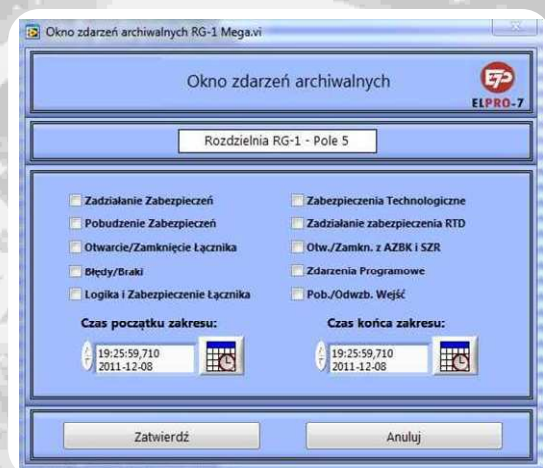 Okno zdarzeń archiwalnych RG-1 Mega.vi
Okno zdarzeń archiwalnych
ELPRO-7
Rozdzielnia RG-1 - Pole 5
Zadziałanie Zabezpieczeń
Pobudzenie Zabezpieczeń
Otwarcie/Zamknięcie Łącznika
Błędy/Braki
Logika i Zabezpieczenie Łącznika
Zabezpieczenia Technologiczne
Zadziałanie zabezpieczenia RTD
Otw./Zamkn. z AZBK i SZR
Zdarzenia Programowe
Pob./Odwzb. Wejść
Czas początku zakresu:
19:25:59,710
2011-12-08
Czas końca zakresu:
19:25:59,710
2011-12-08
Zatwierdź
Anuluj